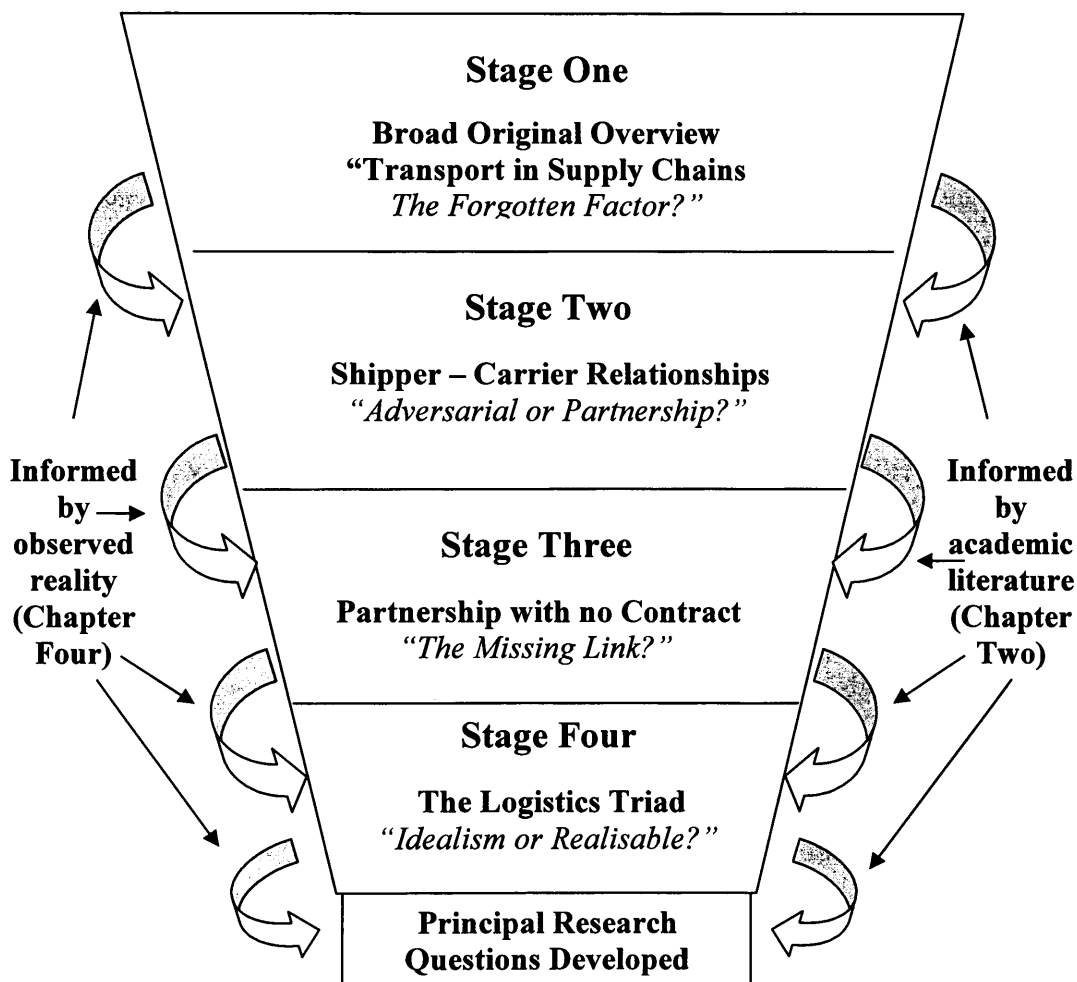 Stage One
Broad Original Overview
“Transport in Supply Chains
The Forgotten Factor?”
Stage Two
Shipper – Carrier Relationships
“Adversarial or Partnership?”
Informed
by
observed
reality
(Chapter
Four)
Stage Three
Partnership with no Contract
“The Missing Link?”
Informed
by
academic
literature
(Chapter
Two)
Stage Four
The Logistics Triad
“Idealism or Realisable?”
Principal Research
Questions Developed